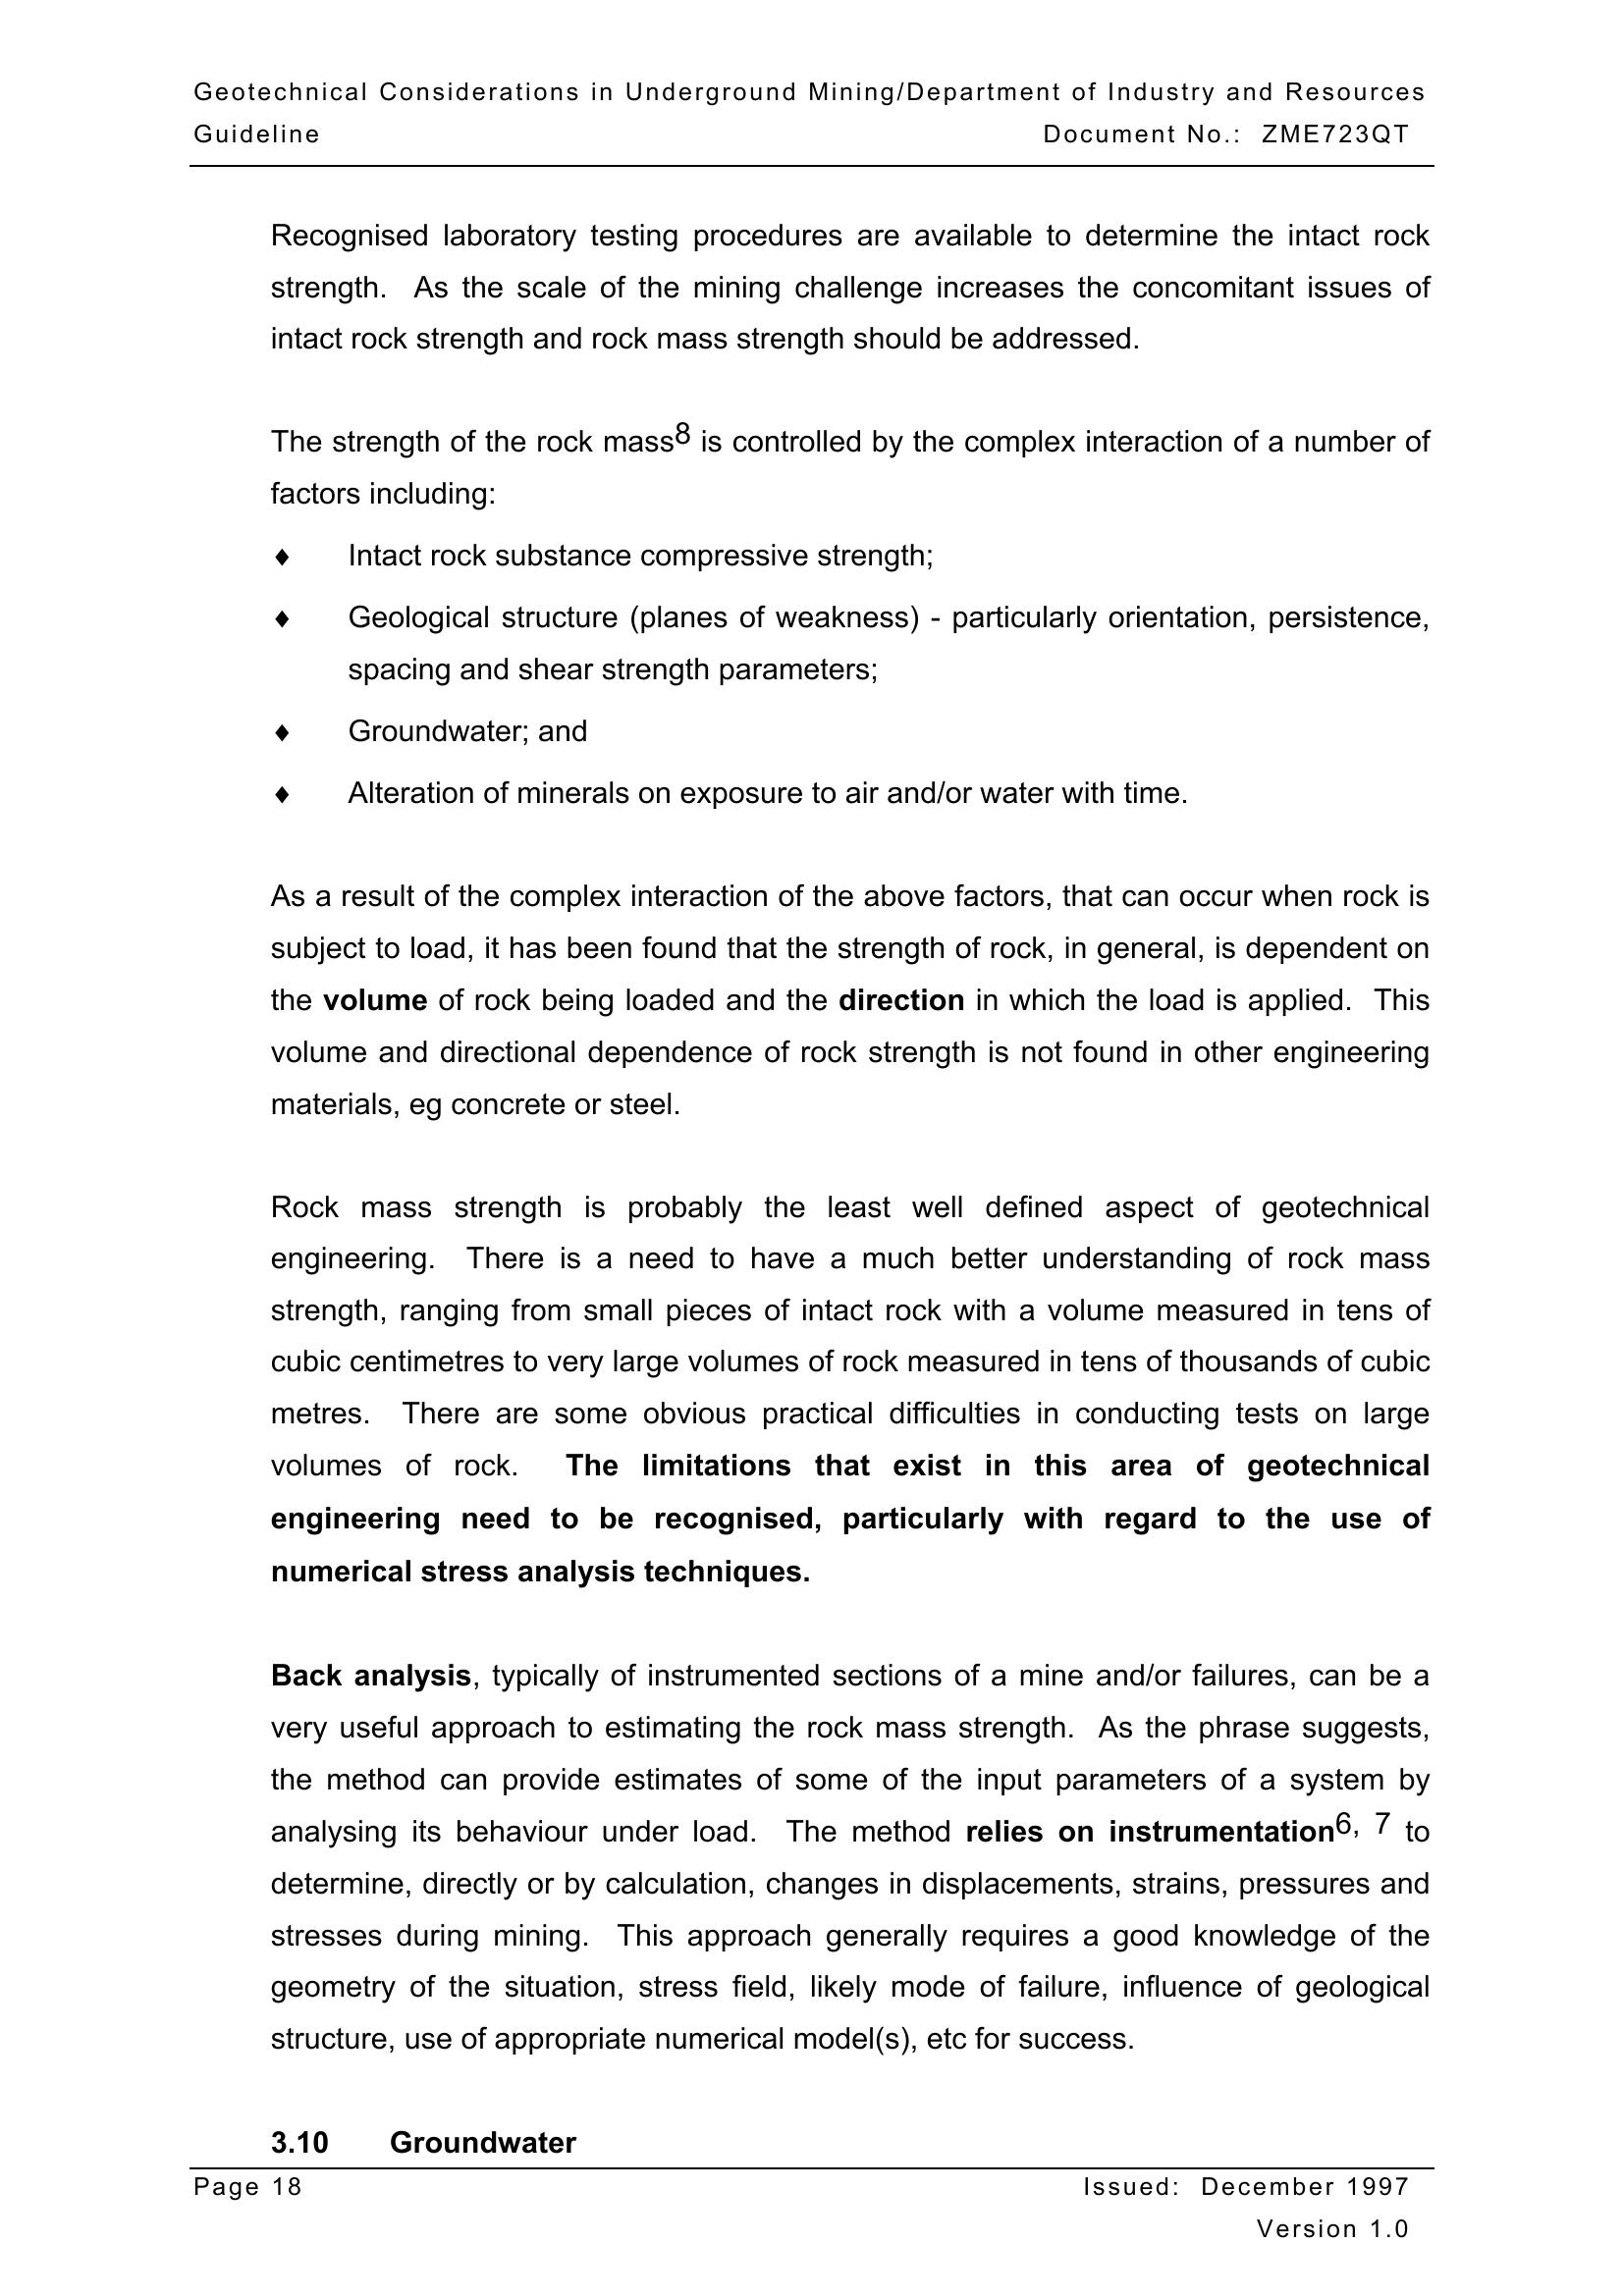 Geotechnical Considerations in Underground Mining/Department of Industry and Resources
Guideline Document No.: ZME723QT
Recognised laboratory testing procedures are available to determine the intact rock
strength. As the scale of the mining challenge increases the concomitant issues of
intact rock strength and rock mass strength should be addressed.
The strength of the rock mass8 is controlled by the complex interaction of a number of
factors including:
♦ Intact rock substance compressive strength;
♦ Geological structure (planes of weakness) - particularly orientation, persistence,
spacing and shear strength parameters;
♦ Groundwater; and
♦ Alteration of minerals on exposure to air and/or water with time.
As a result of the complex interaction of the above factors, that can occur when rock is
subject to load, it has been found that the strength of rock, in general, is dependent on
the volume of rock being loaded and the direction in which the load is applied. This
volume and directional dependence of rock strength is not found in other engineering
materials, eg concrete or steel.
Rock mass strength is probably the least well defined aspect of geotechnical
engineering. There is a need to have a much better understanding of rock mass
strength, ranging from small pieces of intact rock with a volume measured in tens of
cubic centimetres to very large volumes of rock measured in tens of thousands of cubic
metres. There are some obvious practical difficulties in conducting tests on large
volumes of rock. The limitations that exist in this area of geotechnical
engineering need to be recognised, particularly with regard to the use of
numerical stress analysis techniques.
Back analysis, typically of instrumented sections of a mine and/or failures, can be a
very useful approach to estimating the rock mass strength. As the phrase suggests,
the method can provide estimates of some of the input parameters of a system by
analysing its behaviour under load. The method relies on instrumentation6, 7 to
determine, directly or by calculation, changes in displacements, strains, pressures and
stresses during mining. This approach generally requires a good knowledge of the
geometry of the situation, stress field, likely mode of failure, influence of geological
structure, use of appropriate numerical model(s), etc for success.
3.10 Groundwater
Page 18 Issued: December 1997
Version 1.0